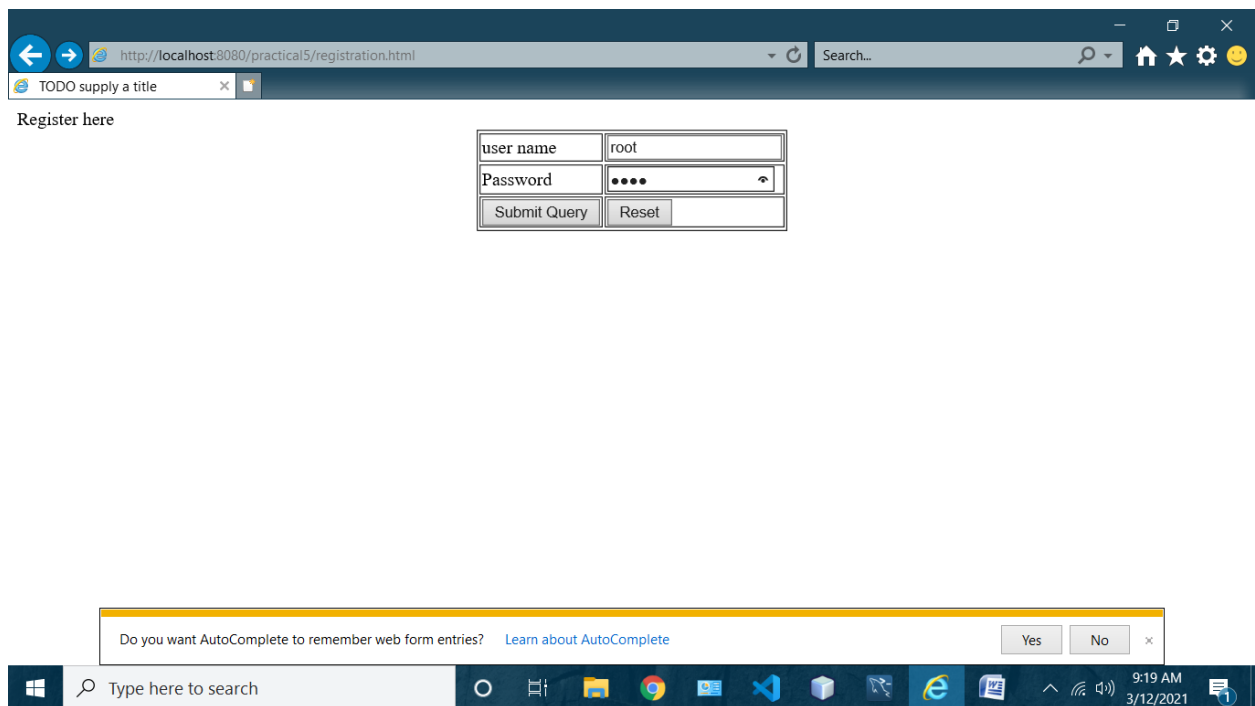 http://localhost:8080/practical5/registration.html
Search...
TODO supply a title
Register here
user name root
Password ••••
Submit Query Reset
Do you want AutoComplete to remember web form entries? Learn about AutoComplete Yes No
Type here to search
9:19 AM
3/12/2021
1